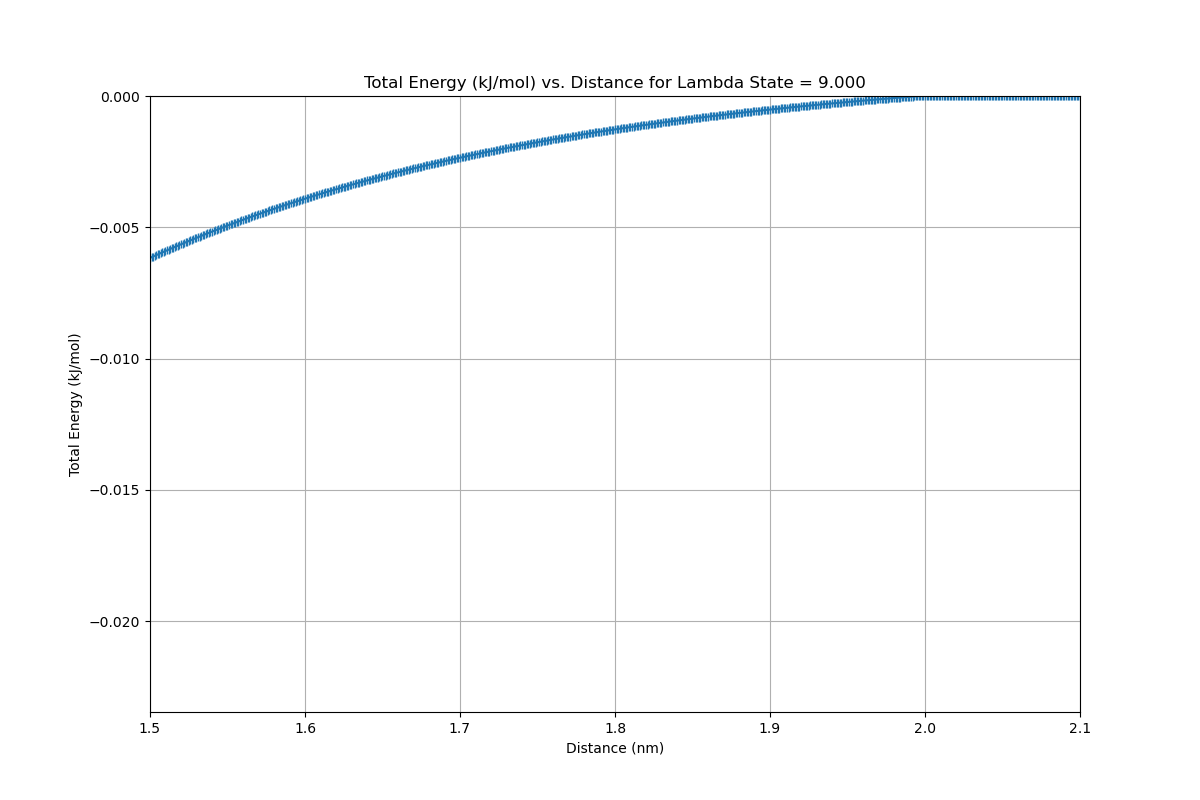 Total Energy (kJ/mol) vs. Distance for Lambda State = 9.000
0.000
−0.005
−0.010
−0.015
−0.020
Total Energy (kJ/mol)
1.5 1.6 1.7 1.8 1.9 2.0 2.1
Distance (nm)